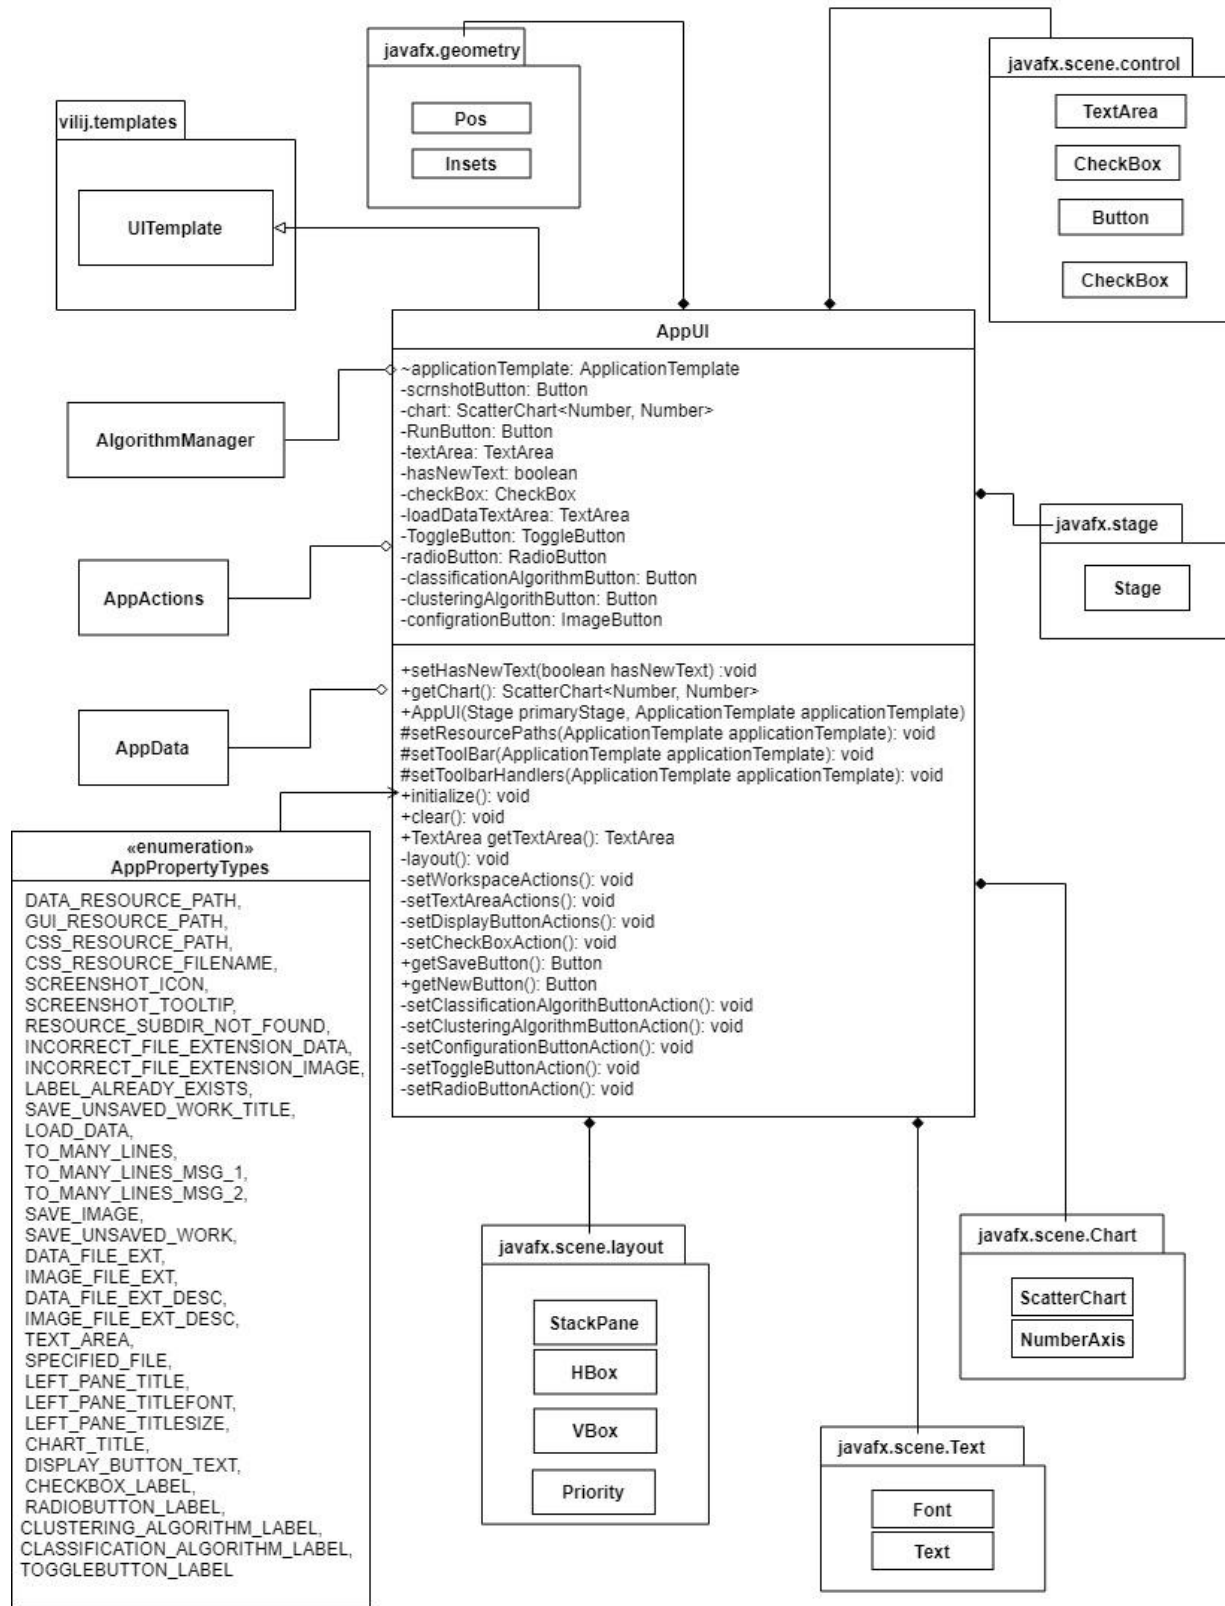 javafx.geometry
Pos
Insets
javafx.scene.control
TextArea
CheckBox
Button
CheckBox
vilij.templates
UITemplate
AppUI
~applicationTemplate: ApplicationTemplate
-scrnshotButton: Button
-chart: ScatterChart<Number, Number>
-RunButton: Button
-textArea: TextArea
-hasNewText: boolean
-checkBox: CheckBox
-loadDataTextArea: TextArea
-ToggleButton: ToggleButton
-radioButton: RadioButton
-classificationAlgorithmButton: Button
-clusteringAlgorithButton: Button
-configrationButton: ImageButton
+setHasNewText(boolean hasNewText) :void
+getChart(): ScatterChart<Number, Number>
+AppUI(Stage primaryStage, ApplicationTemplate applicationTemplate)
#setResourcePaths(ApplicationTemplate applicationTemplate): void
#setToolBar(ApplicationTemplate applicationTemplate): void
#setToolbarHandlers(ApplicationTemplate applicationTemplate): void
+initialize(): void
+clear(): void
+TextArea getTextArea(): TextArea
-layout(): void
-setWorkspaceActions(): void
-setTextAreaActions(): void
-setDisplayButtonActions(): void
-setCheckBoxAction(): void
+getSaveButton(): Button
+getNewButton(): Button
-setClassificationAlgorithButtonAction(): void
-setClusteringAlgorithmButtonAction(): void
-setConfigurationButtonAction(): void
-setToggleButtonAction(): void
-setRadioButtonAction(): void
AlgorithmManager
AppActions
AppData
javafx.stage
Stage
«enumeration»
AppPropertyTypes
DATA_RESOURCE_PATH,
GUI_RESOURCE_PATH,
CSS_RESOURCE_PATH,
CSS_RESOURCE_FILENAME,
SCREENSHOT_ICON,
SCREENSHOT_TOOLTIP,
RESOURCE_SUBDIR_NOT_FOUND,
INCORRECT_FILE_EXTENSION_DATA,
INCORRECT_FILE_EXTENSION_IMAGE,
LABEL_ALREADY_EXISTS,
SAVE_UNSAVED_WORK_TITLE,
LOAD_DATA,
TO_MANY_LINES,
TO_MANY_LINES_MSG_1,
TO_MANY_LINES_MSG_2,
SAVE_IMAGE,
SAVE_UNSAVED_WORK,
DATA_FILE_EXT,
IMAGE_FILE_EXT,
DATA_FILE_EXT_DESC,
IMAGE_FILE_EXT_DESC,
TEXT_AREA,
SPECIFIED_FILE,
LEFT_PANE_TITLE,
LEFT_PANE_TITLEFONT,
LEFT_PANE_TITLESIZE,
CHART_TITLE,
DISPLAY_BUTTON_TEXT,
CHECKBOX_LABEL,
RADIOBUTTON_LABEL,
CLUSTERING_ALGORITHM_LABEL,
CLASSIFICATION_ALGORITHM_LABEL,
TOGGLEBUTTON_LABEL
javafx.scene.layout
StackPane
HBox
VBox
Priority
javafx.scene.Chart
ScatterChart
NumberAxis
javafx.scene.Text
Font
Text